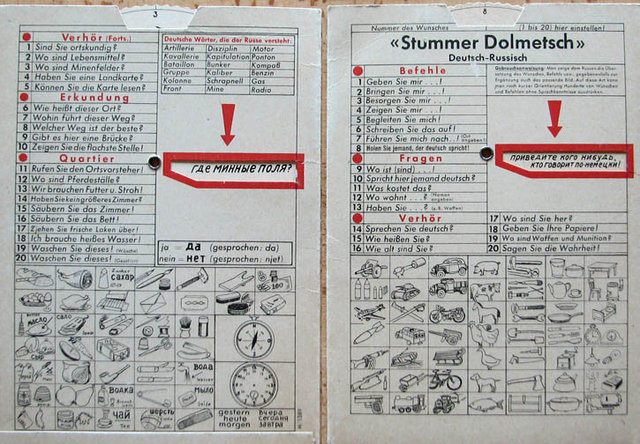 3
Verhör (Forts.)
1 Sind Sie ortskundig?
2 Wo sind Lebensmittel?
3 Wo sind Minenfelder?
4 Haben Sie eine Landkarte?
5 Können Sie die Karte lesen?
Erkundung
6 Wie heißt dieser Ort?
7 Wohin führt dieser Weg?
8 Welcher Weg ist der beste?
9 Gibt es hier eine Brücke?
10 Zeigen Sie die flachste Stelle!
Quartier
11 Rufen Sie den Ortsvorsteher!
12 Wo sind Pferdeställe?
13 Wir brauchen Futter u. Stroh!
14 Haben Sie kein größeres Zimmer?
15 Säubern Sie das Zimmer!
16 Säubern Sie das Bett!
17 Ziehen Sie frische Laken über!
18 Ich brauche heißes Wasser!
19 Waschen Sie dieses!
20 Waschen Sie dieses!
Deutsche Wörter, die der Russe versteht:
Artillerie Disziplin Motor
Kavallerie Kapitulation Ponton
Bataillon Bunker Kompaß
Gruppe Kaliber Benzin
Kolonne Schrapnell Gas
Front Mine Radio
ГДЕ МИННЫЕ ПОЛЯ?
ja = ДА (gesprochen: da)
nein = НЕТ (gesprochen: njet)
САХАР
МАСЛО
САЛО
СЫР
ВОДА
ВОДКА
МЫЛО
ЧАЙ
ШЕРСТЬ
gestern Вчера
heute Сегодня
morgen завтра
8
Nummer des Wunsches (1 bis 20) hier einstellen!
«Stummer Dolmetsch»
Deutsch-Russisch
Befehle
1 Geben Sie mir . . .!
2 Bringen Sie mir . . .!
3 Besorgen Sie mir . . .!
4 Zeigen Sie mir . . .!
5 Begleiten Sie mich!
6 Schreiben Sie das auf!
7 Führen Sie mich nach . . .!
8 Holen Sie jemand, der deutsch spricht!
Fragen
9 Wo ist (sind) . . .?
10 Spricht hier jemand deutsch?
11 Was kostet das?
12 Wo wohnt . . .?
13 Haben Sie . . .? (z. B. Waffen)
Verhör
14 Sprechen Sie deutsch?
15 Wie heißen Sie?
16 Wie alt sind Sie?
17 Wo sind Sie her?
18 Geben Sie Ihre Papiere!
19 Wo sind Waffen und Munition?
20 Sagen Sie die Wahrheit!
ПРИВЕДИТЕ КОГО НИБУДЬ,
КТО ГОВОРИТ ПО-НЕМЕЦКИ!